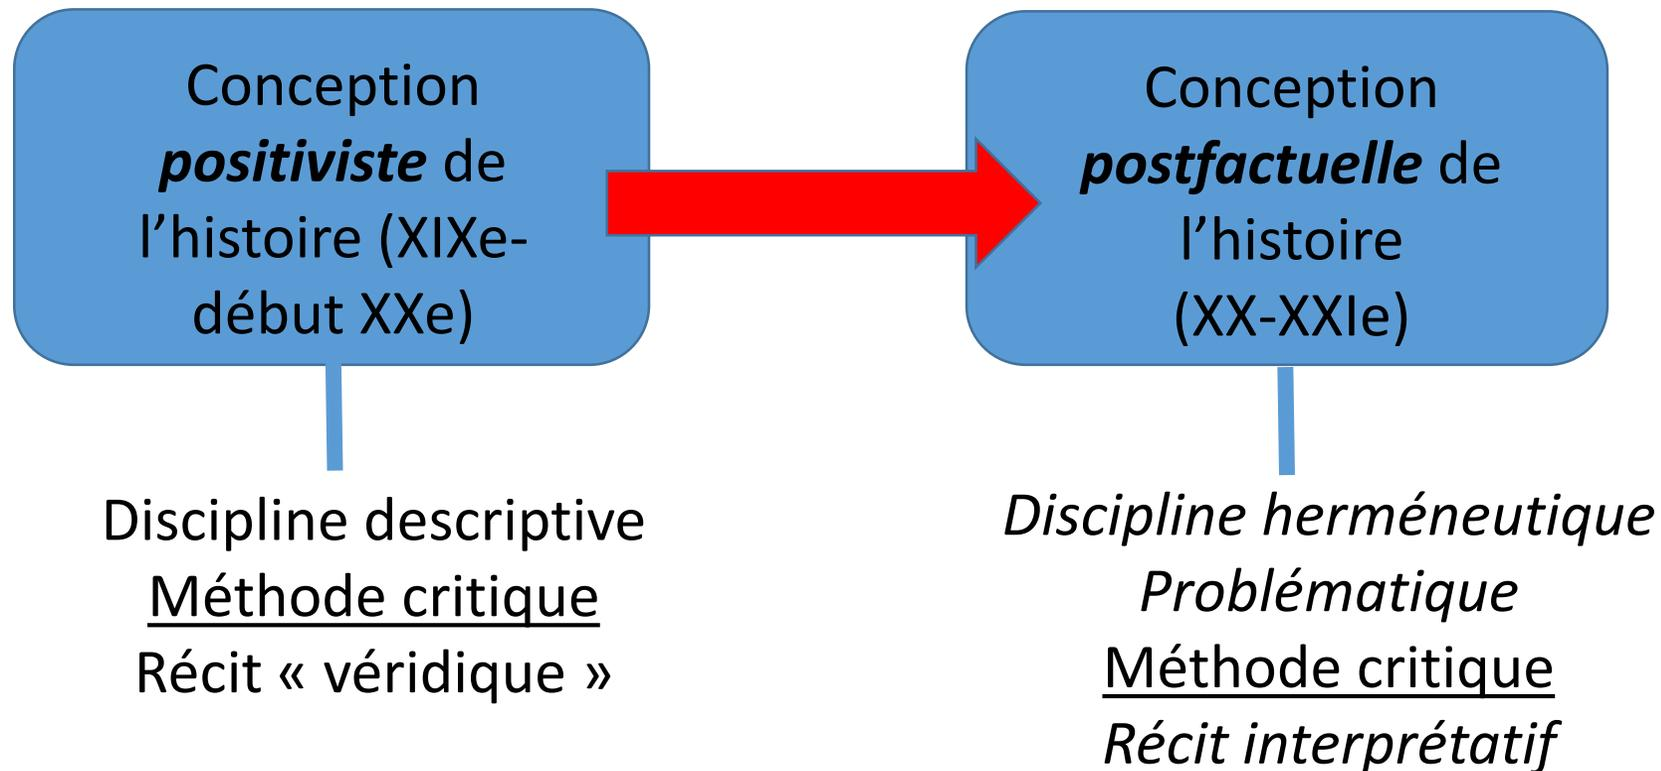 Conception
positiviste de
l’histoire (XIXe-
début XXe)
Discipline descriptive
Méthode critique
Récit « véridique »
Conception
postfactuelle de
l’histoire
(XX-XXIe)
Discipline herméneutique
Problématique
Méthode critique
Récit interprétatif